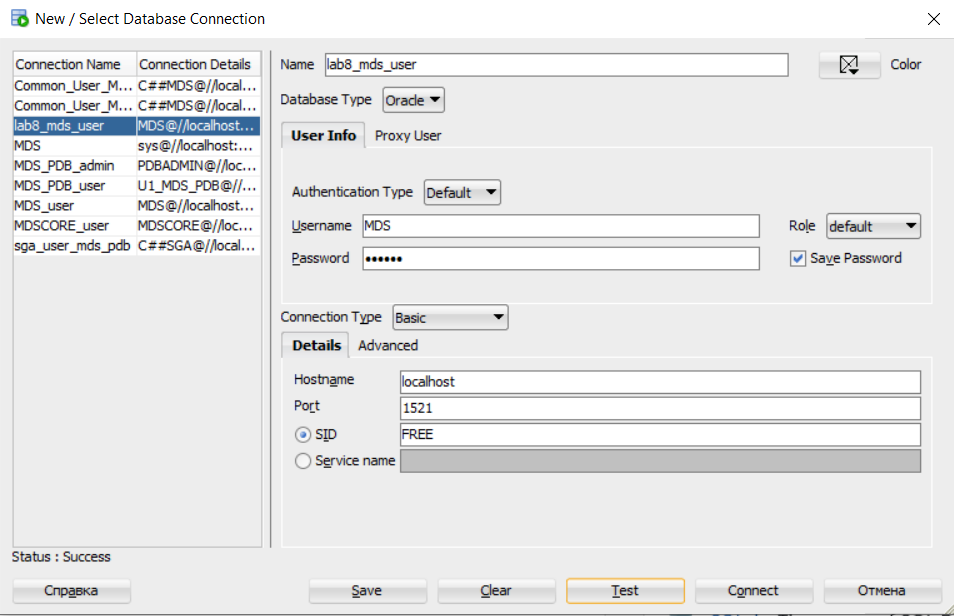 New / Select Database Connection
Connection Name Connection Details
Common_User_M... C##MDS@//local...
Common_User_M... C##MDS@//local...
lab8_mds_user MDS@//localhost...
MDS sys@//localhost:...
MDS_PDB_admin PDBADMIN@//loc...
MDS_PDB_user U1_MDS_PDB@//...
MDS_user MDS@//localhost...
MDSCORE_user MDSCORE@//loc...
sga_user_mds_pdb C##SGA@//local...
Name lab8_mds_user Color
Database Type Oracle
User Info Proxy User
Authentication Type Default
Username MDS Role default
Password •••••• Save Password
Connection Type Basic
Details Advanced
Hostname localhost
Port 1521
SID FREE
Service name
Status : Success
Справка Save Clear Test Connect Отмена